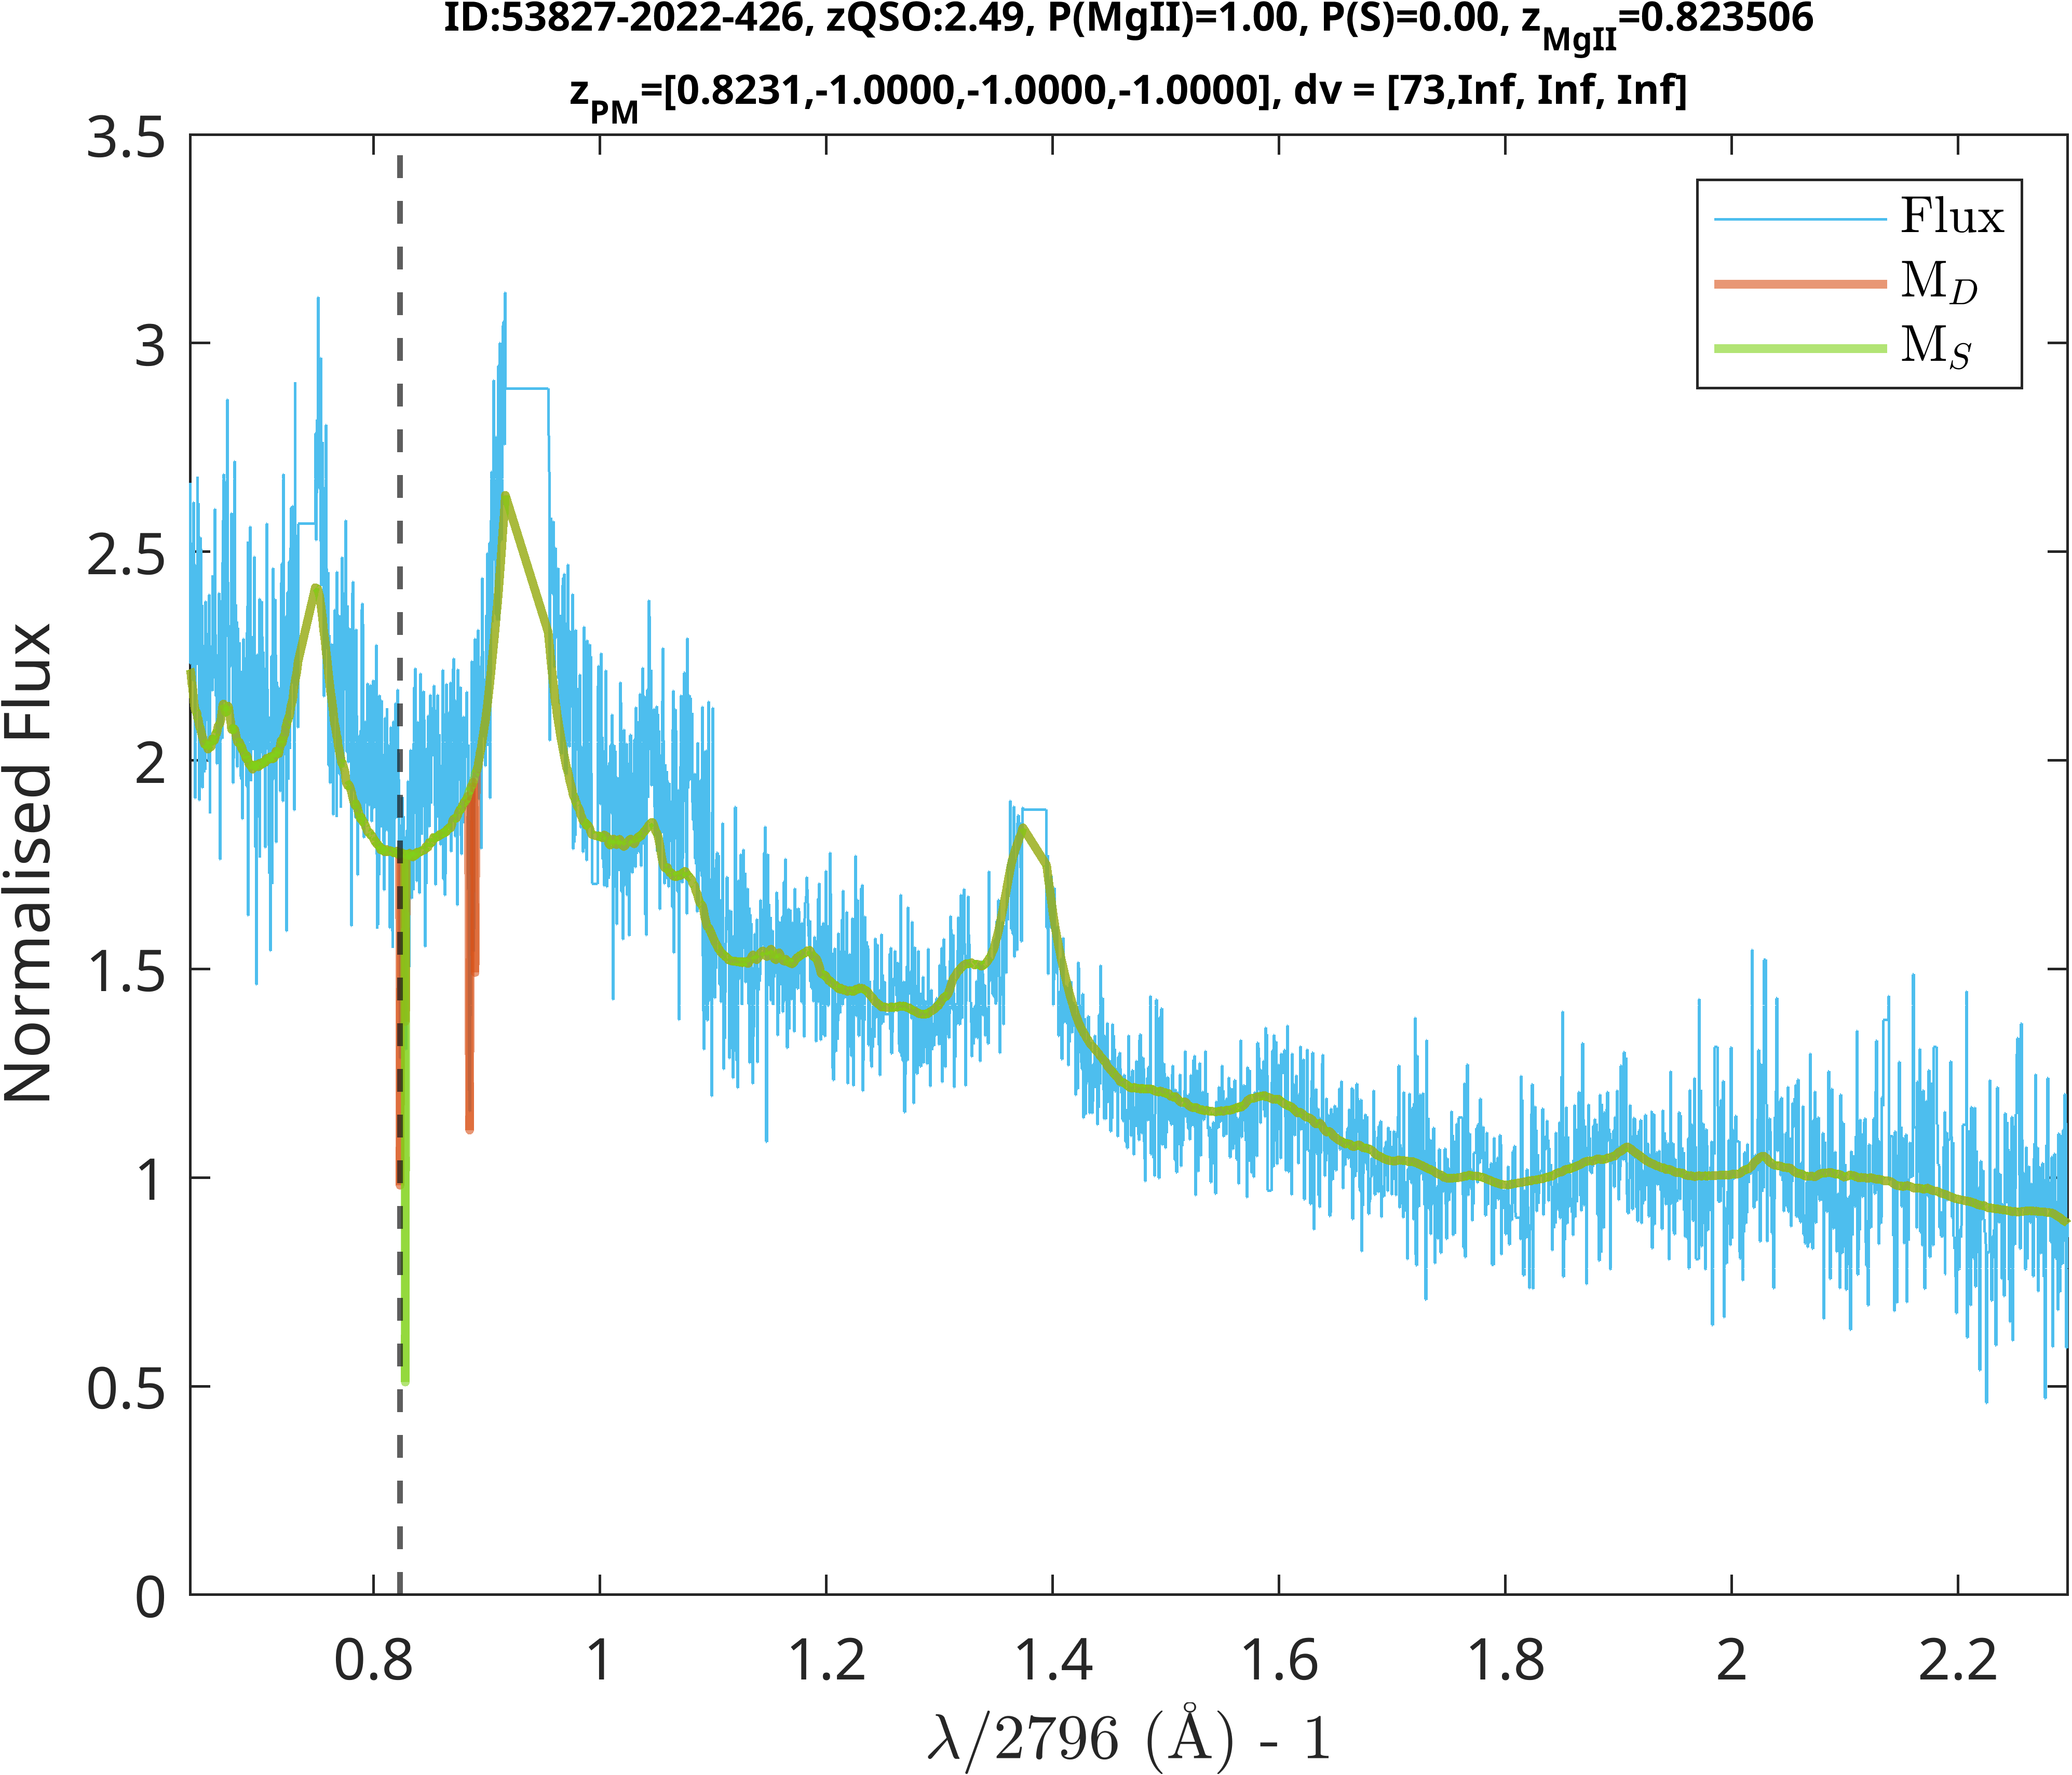 ID:53827-2022-426, zQSO:2.49, P(MgII)=1.00, P(S)=0.00, zMgII=0.823506
zPM=[0.8231,-1.0000,-1.0000,-1.0000], dv = [73,Inf, Inf, Inf]
3.5
3
2.5
2
1.5
1
0.5
0
Normalised Flux
Flux
MD
MS
0.8
1
1.2
1.4
1.6
1.8
2
2.2
λ/2796 (Å) - 1